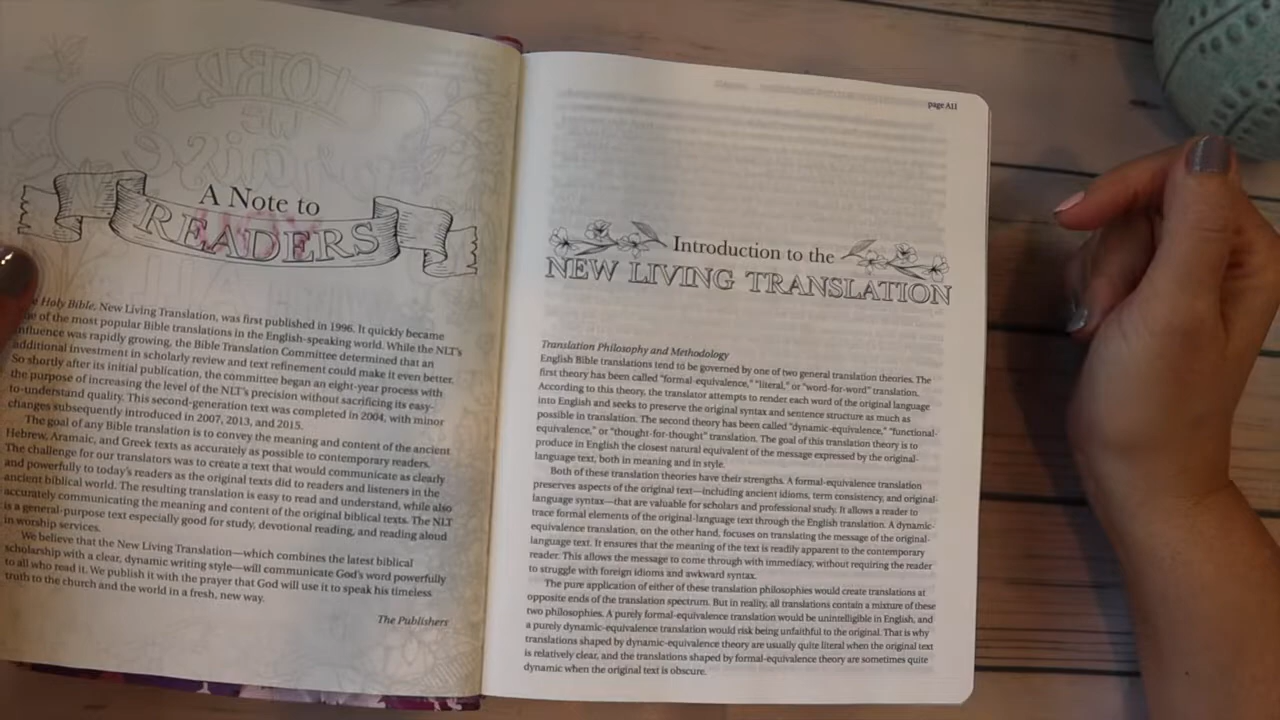 A Note to
READERS
Holy Bible, New Living Translation, was first published in 1996. It quickly became
of the most popular Bible translations in the English-speaking world. While the NLT's
influence was rapidly growing, the Bible Translation Committee determined that an
additional investment in scholarly review and text refinement could make it even better.
So shortly after its initial publication, the committee began an eight-year process with
the purpose of increasing the level of the NLT's precision without sacrificing its easy-
to-understand quality. This second-generation text was completed in 2004, with minor
changes subsequently introduced in 2007, 2013, and 2015.
The goal of any Bible translation is to convey the meaning and content of the ancient
Hebrew, Aramaic, and Greek texts as accurately as possible to contemporary readers.
The challenge for our translators was to create a text that would communicate as clearly
and powerfully to today's readers as the original texts did to readers and listeners in the
ancient biblical world. The resulting translation is easy to read and understand, while also
accurately communicating the meaning and content of the original biblical texts. The NLT
is a general-purpose text especially good for study, devotional reading, and reading aloud
in worship services.
We believe that the New Living Translation—which combines the latest biblical
scholarship with a clear, dynamic writing style—will communicate God's word powerfully
to all who read it. We publish it with the prayer that God will use it to speak his timeless
truth to the church and the world in a fresh, new way.
The Publishers
page A11
Introduction to the
NEW LIVING TRANSLATION
Translation Philosophy and Methodology
English Bible translations tend to be governed by one of two general translation theories. The
first theory has been called "formal-equivalence," "literal," or "word-for-word" translation.
According to this theory, the translator attempts to render each word of the original language
into English and seeks to preserve the original syntax and sentence structure as much as
possible in translation. The second theory has been called "dynamic-equivalence," "functional-
equivalence," or "thought-for-thought" translation. The goal of this translation theory is to
produce in English the closest natural equivalent of the message expressed by the original-
language text, both in meaning and in style.
Both of these translation theories have their strengths. A formal-equivalence translation
preserves aspects of the original text—including ancient idioms, term consistency, and original-
language syntax—that are valuable for scholars and professional study. It allows a reader to
trace formal elements of the original-language text through the English translation. A dynamic-
equivalence translation, on the other hand, focuses on translating the message of the original-
language text. It ensures that the meaning of the text is readily apparent to the contemporary
reader. This allows the message to come through with immediacy, without requiring the reader
to struggle with foreign idioms and awkward syntax.
The pure application of either of these translation philosophies would create translations at
opposite ends of the translation spectrum. But in reality, all translations contain a mixture of these
two philosophies. A purely formal-equivalence translation would be unintelligible in English, and
a purely dynamic-equivalence translation would risk being unfaithful to the original. That is why
translations shaped by dynamic-equivalence theory are usually quite literal when the original text
is relatively clear, and the translations shaped by formal-equivalence theory are sometimes quite
dynamic when the original text is obscure.